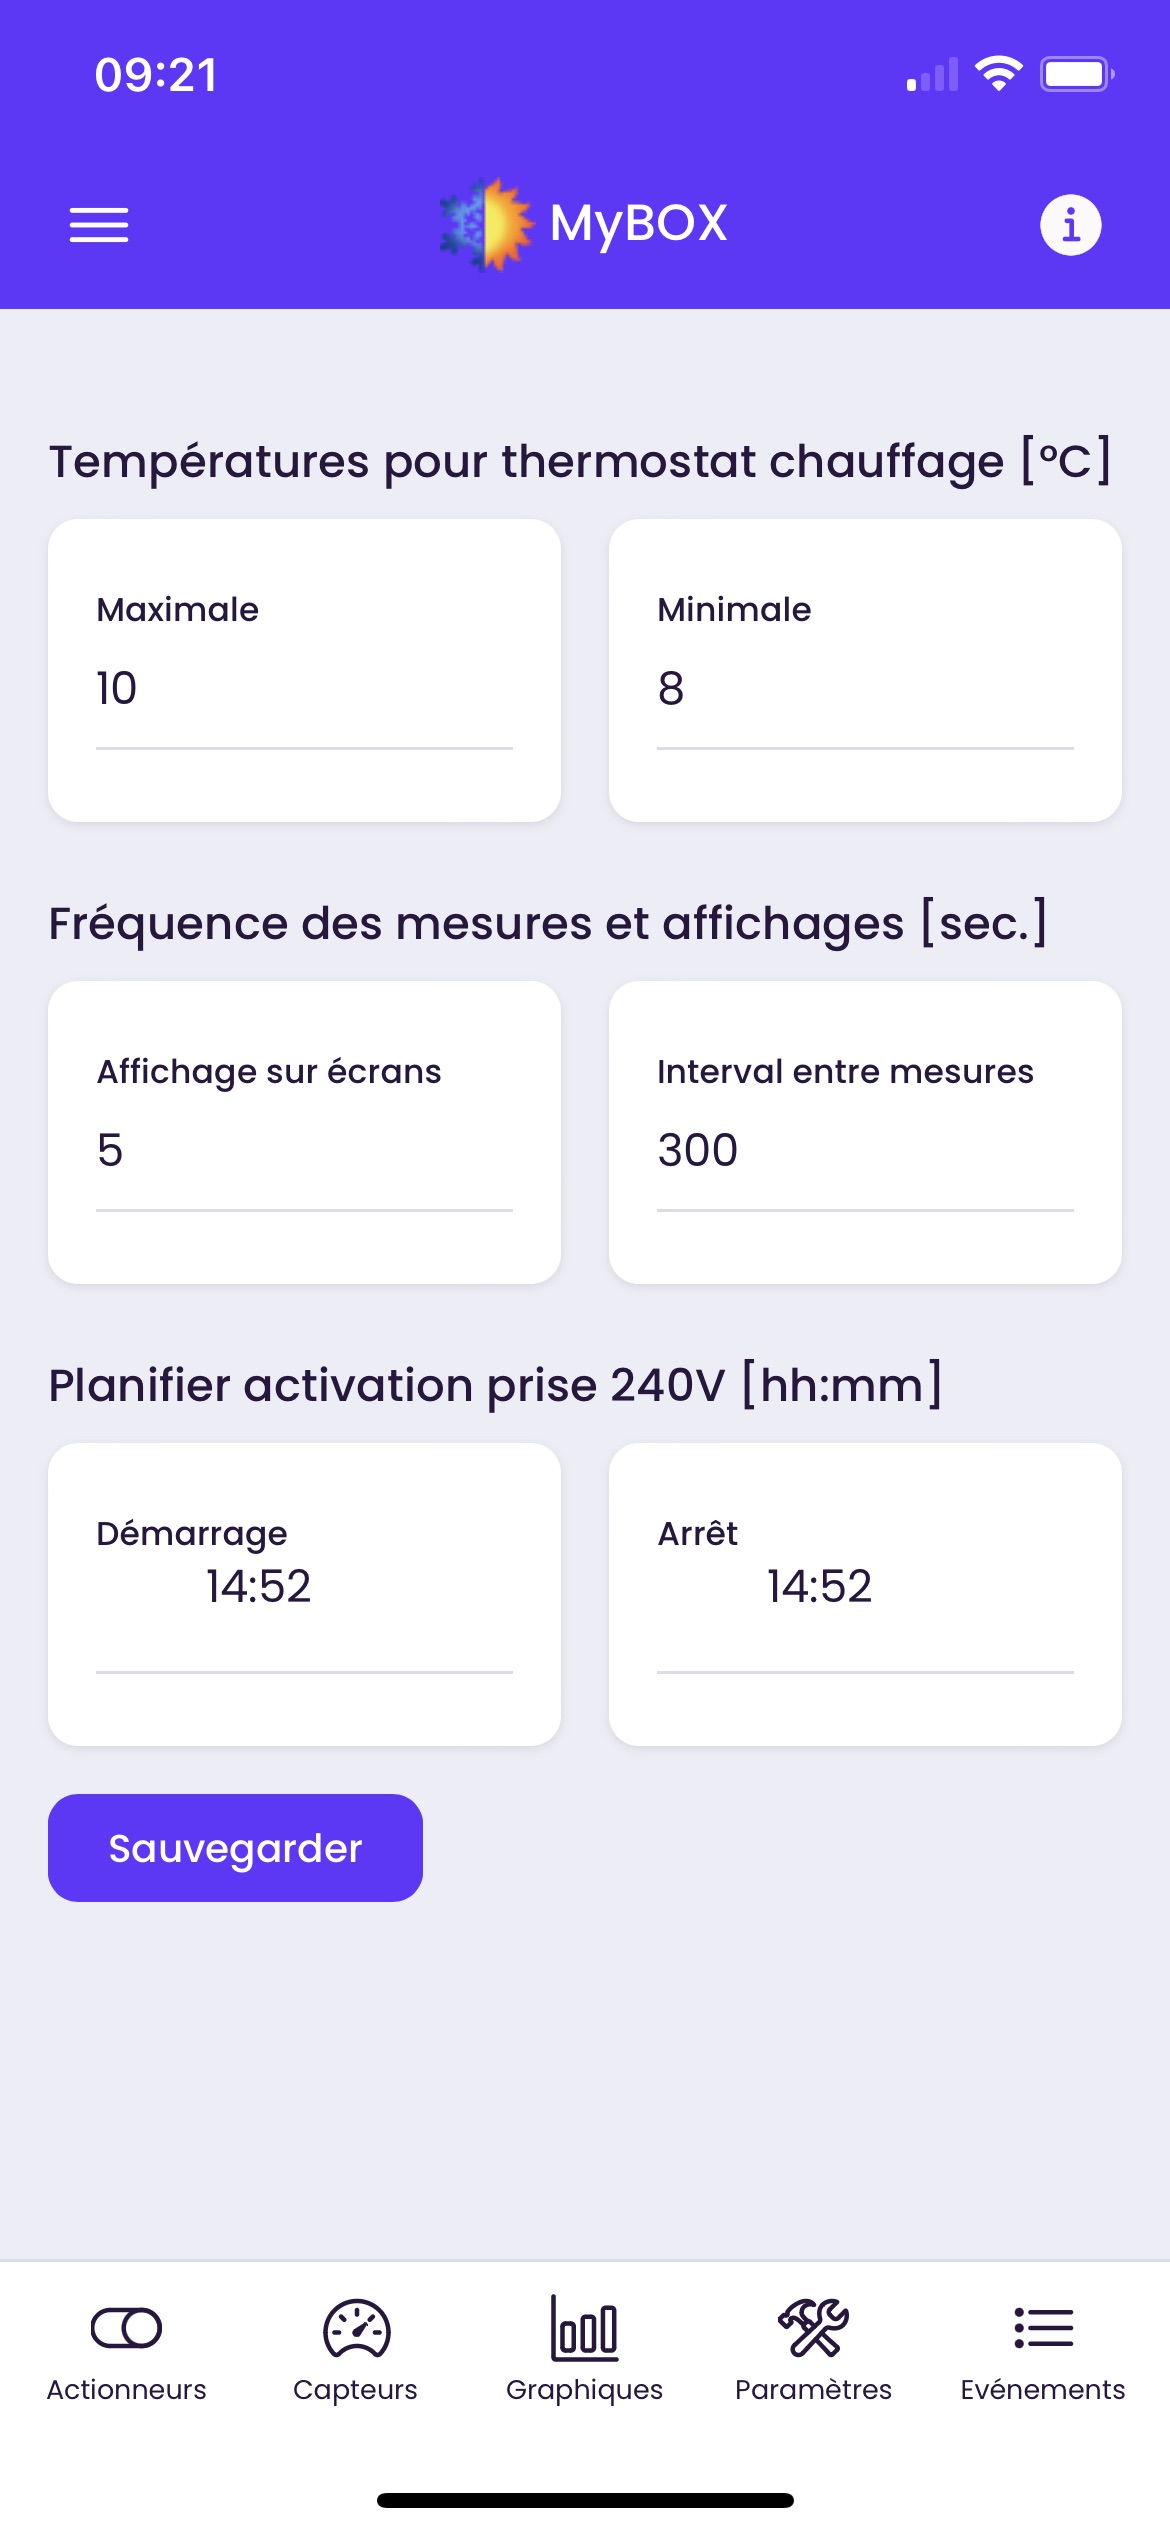 09:21
MyBOX
Températures pour thermostat chauffage [°C]
Maximale
Minimale
10
8
Fréquence des mesures et affichages [sec.]
Affichage sur écrans
Interval entre mesures
5
300
Planifier activation prise 240V [hh:mm]
Démarrage
Arrêt
14:52
14:52
Sauvegarder
Actionneurs
Capteurs
Graphiques
Paramètres
Evénements